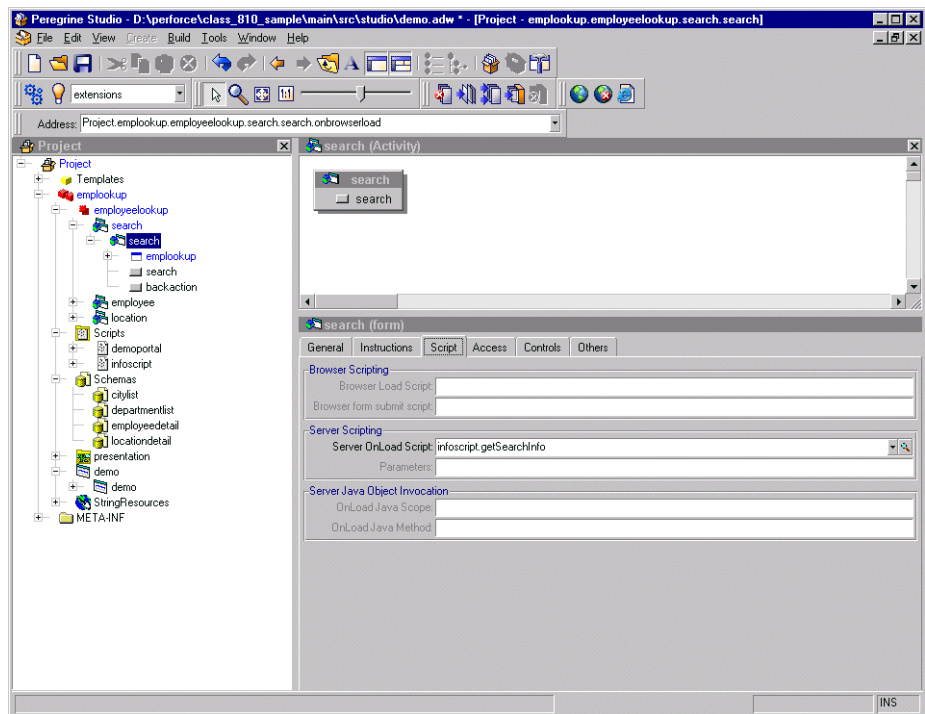 Peregrine Studio - D:\perforce\class_810_sample\main\src\studio\demo.adw * - [Project - emplookup.employeelookup.search.search]
File Edit View Create Build Tools Window Help
A
extensions
1:1
Address: Project.emplookup.employeelookup.search.search.onbrowserload
Project
search (Activity)
Project
Templates
emplookup
employeelookup
search
search
emplookup
search
backaction
employee
location
Scripts
demoportal
infoscript
Schemas
citylist
departmentlist
employeedetail
locationdetail
presentation
demo
demo
StringResources
META-INF
search
search
search (form)
General Instructions Script Access Controls Others
Browser Scripting
Browser Load Script:
Browser form submit script:
Server Scripting
Server OnLoad Script: infoscript.getSearchInfo
Parameters:
Server Java Object Invocation
OnLoad Java Scope:
OnLoad Java Method:
INS